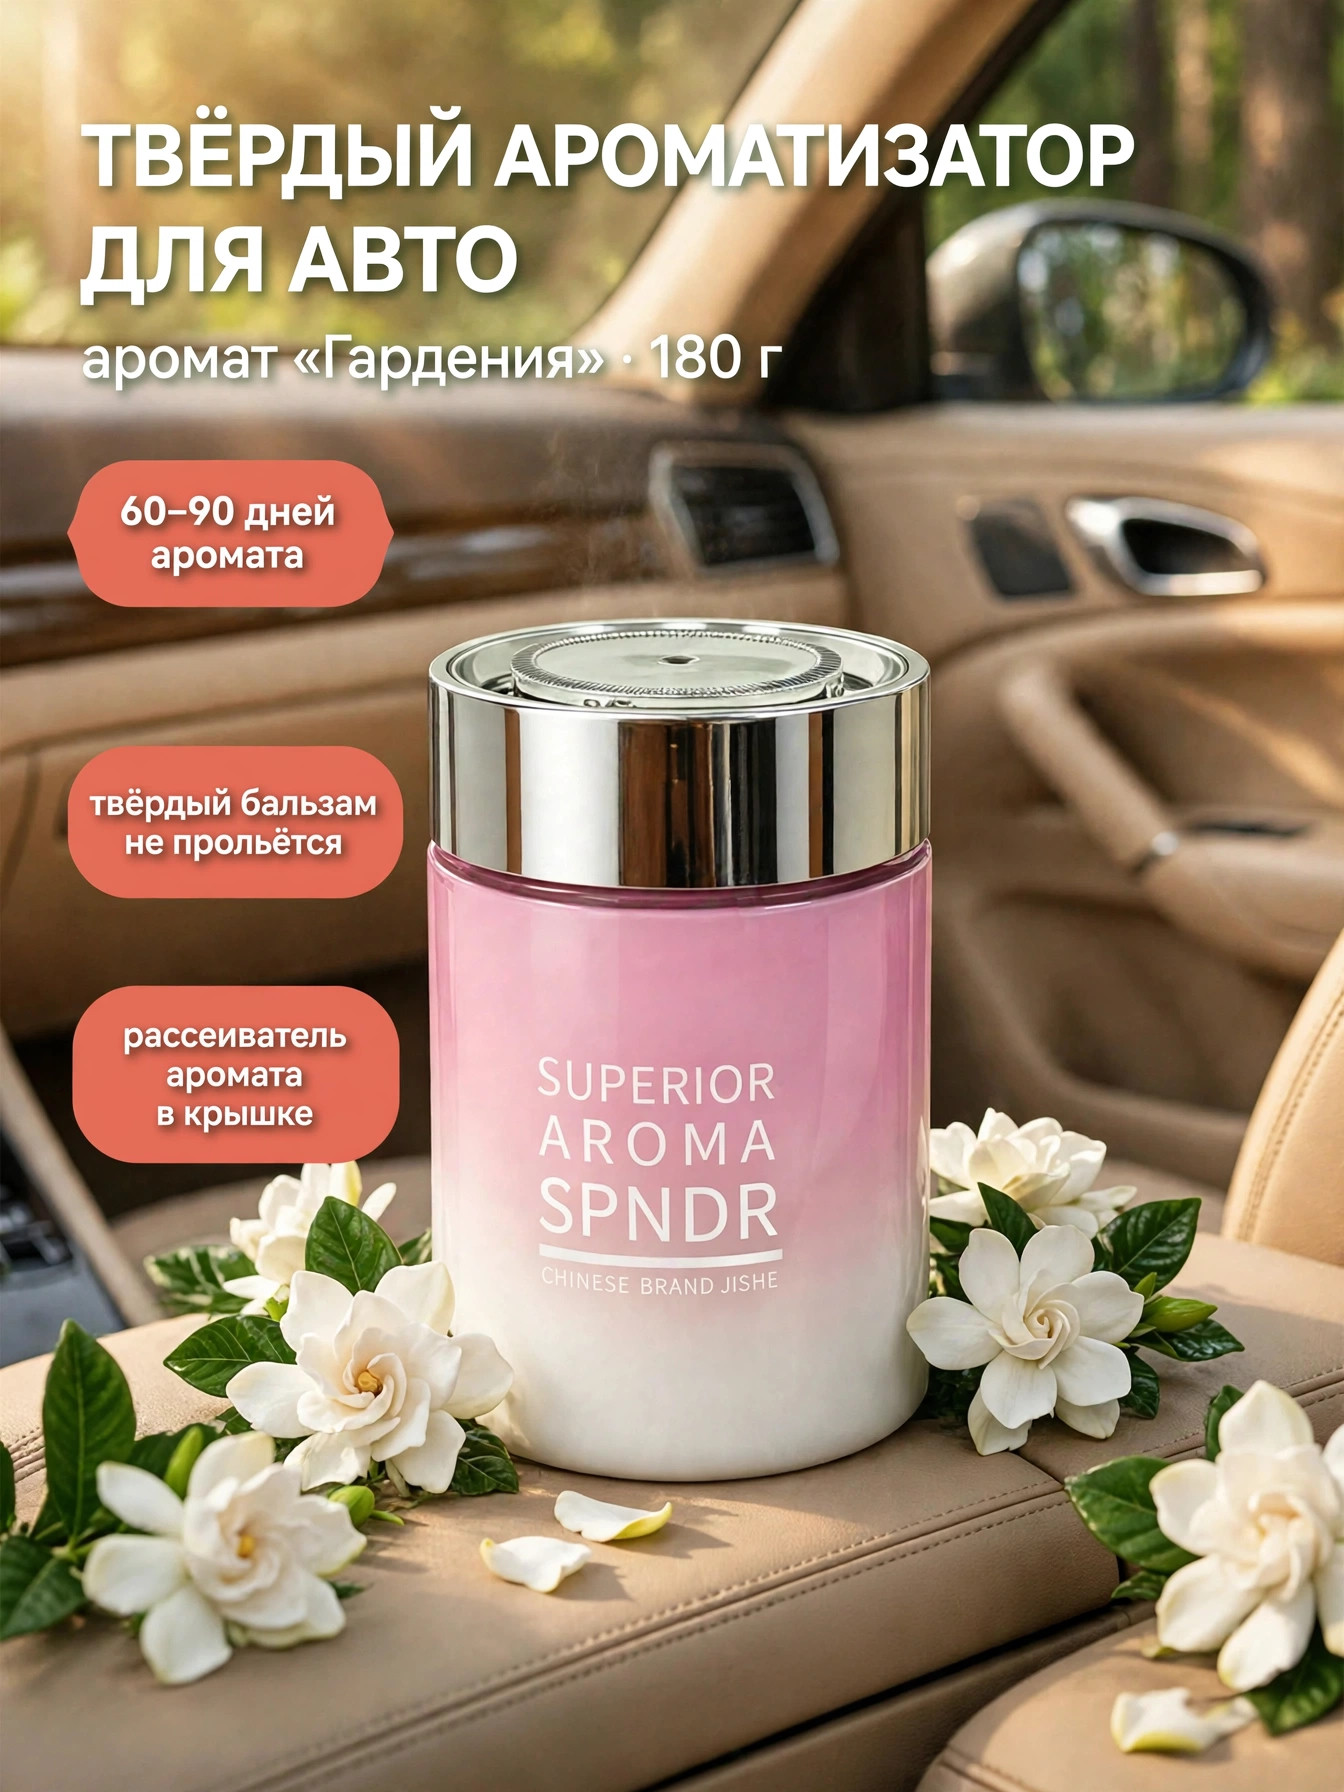 ТВЁРДЫЙ АРОМАТИЗАТОР
ДЛЯ АВТО
аромат «Гардения» · 180 г
60–90 дней
аромата
твёрдый бальзам
не прольётся
рассеиватель
аромата
в крышке
SUPERIOR
AROMA
SPNDR
CHINESE BRAND JISHE